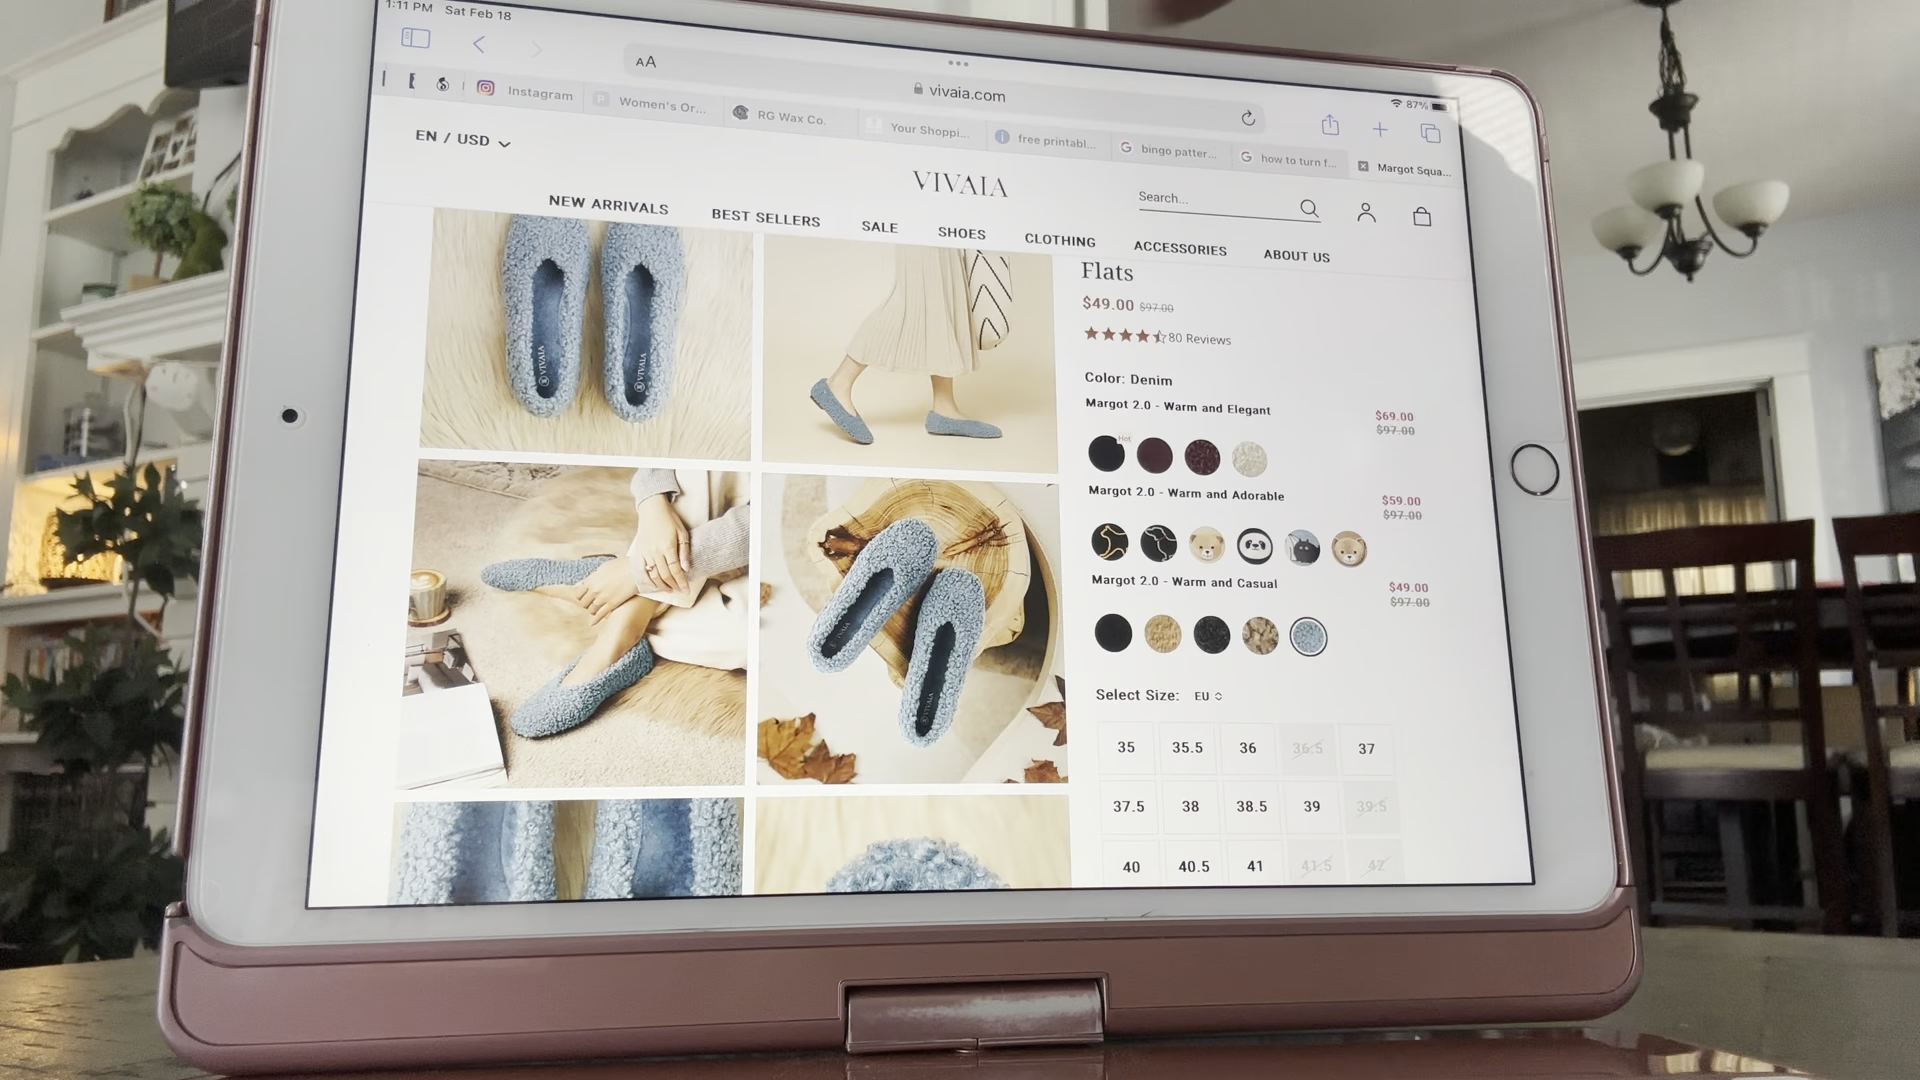 1:11 PM Sat Feb 18
87%
AA
vivaia.com
Instagram
Women's Or...
RG Wax Co.
Your Shoppi...
free printabl...
bingo patter...
how to turn f...
Margot Squa...
EN / USD
VIVAIA
Search...
NEW ARRIVALS
BEST SELLERS
SALE
SHOES
CLOTHING
ACCESSORIES
ABOUT US
VIVAIA
VIVAIA
VIVAIA
VIVAIA
Flats
$49.00 $97.00
80 Reviews
Color: Denim
Margot 2.0 - Warm and Elegant
$69.00
$97.00
Hot
Margot 2.0 - Warm and Adorable
$59.00
$97.00
Margot 2.0 - Warm and Casual
$49.00
$97.00
Select Size: EU
35 35.5 36 36.5 37
37.5 38 38.5 39 39.5
40 40.5 41 41.5 42